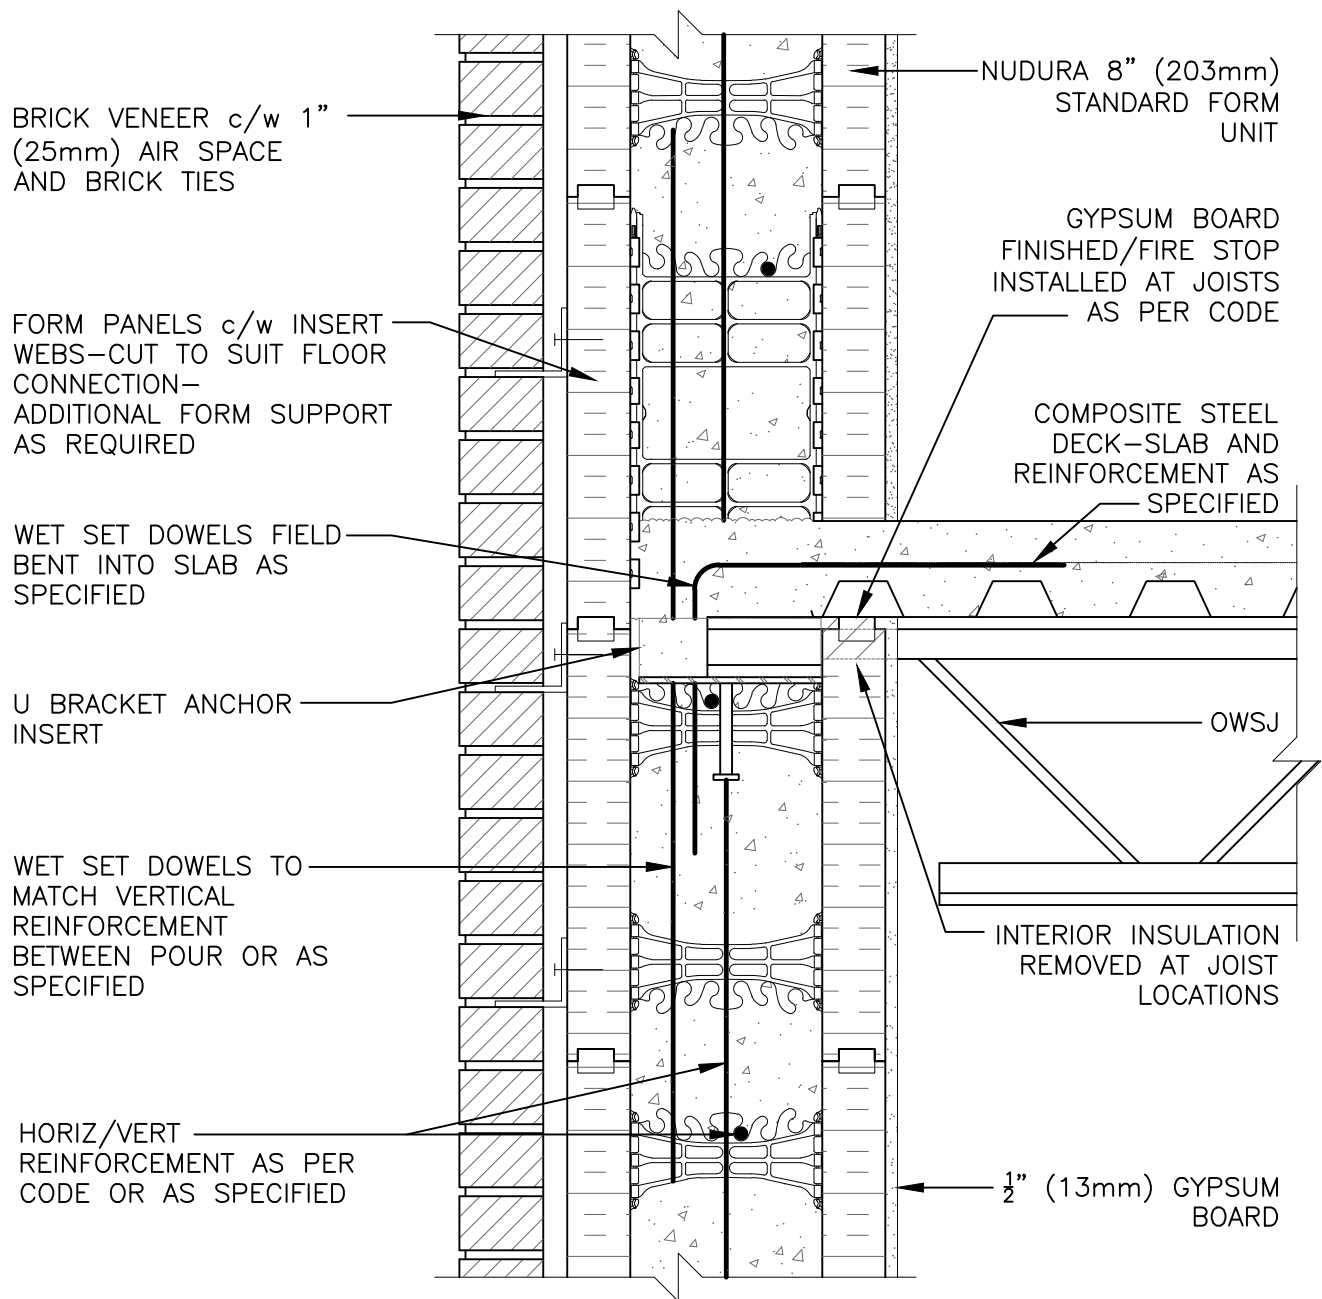 BRICK VENEER c/w 1”
(25mm) AIR SPACE
AND BRICK TIES
FORM PANELS c/w INSERT
WEBS-CUT TO SUIT FLOOR
CONNECTION-
ADDITIONAL FORM SUPPORT
AS REQUIRED
WET SET DOWELS FIELD
BENT INTO SLAB AS
SPECIFIED
U BRACKET ANCHOR
INSERT
WET SET DOWELS TO
MATCH VERTICAL
REINFORCEMENT
BETWEEN POUR OR AS
SPECIFIED
HORIZ/VERT
REINFORCEMENT AS PER
CODE OR AS SPECIFIED
NUDURA 8” (203mm)
STANDARD FORM
UNIT
GYPSUM BOARD
FINISHED/FIRE STOP
INSTALLED AT JOISTS
AS PER CODE
COMPOSITE STEEL
DECK-SLAB AND
REINFORCEMENT AS
SPECIFIED
OWSJ
INTERIOR INSULATION
REMOVED AT JOIST
LOCATIONS
½” (13mm) GYPSUM
BOARD